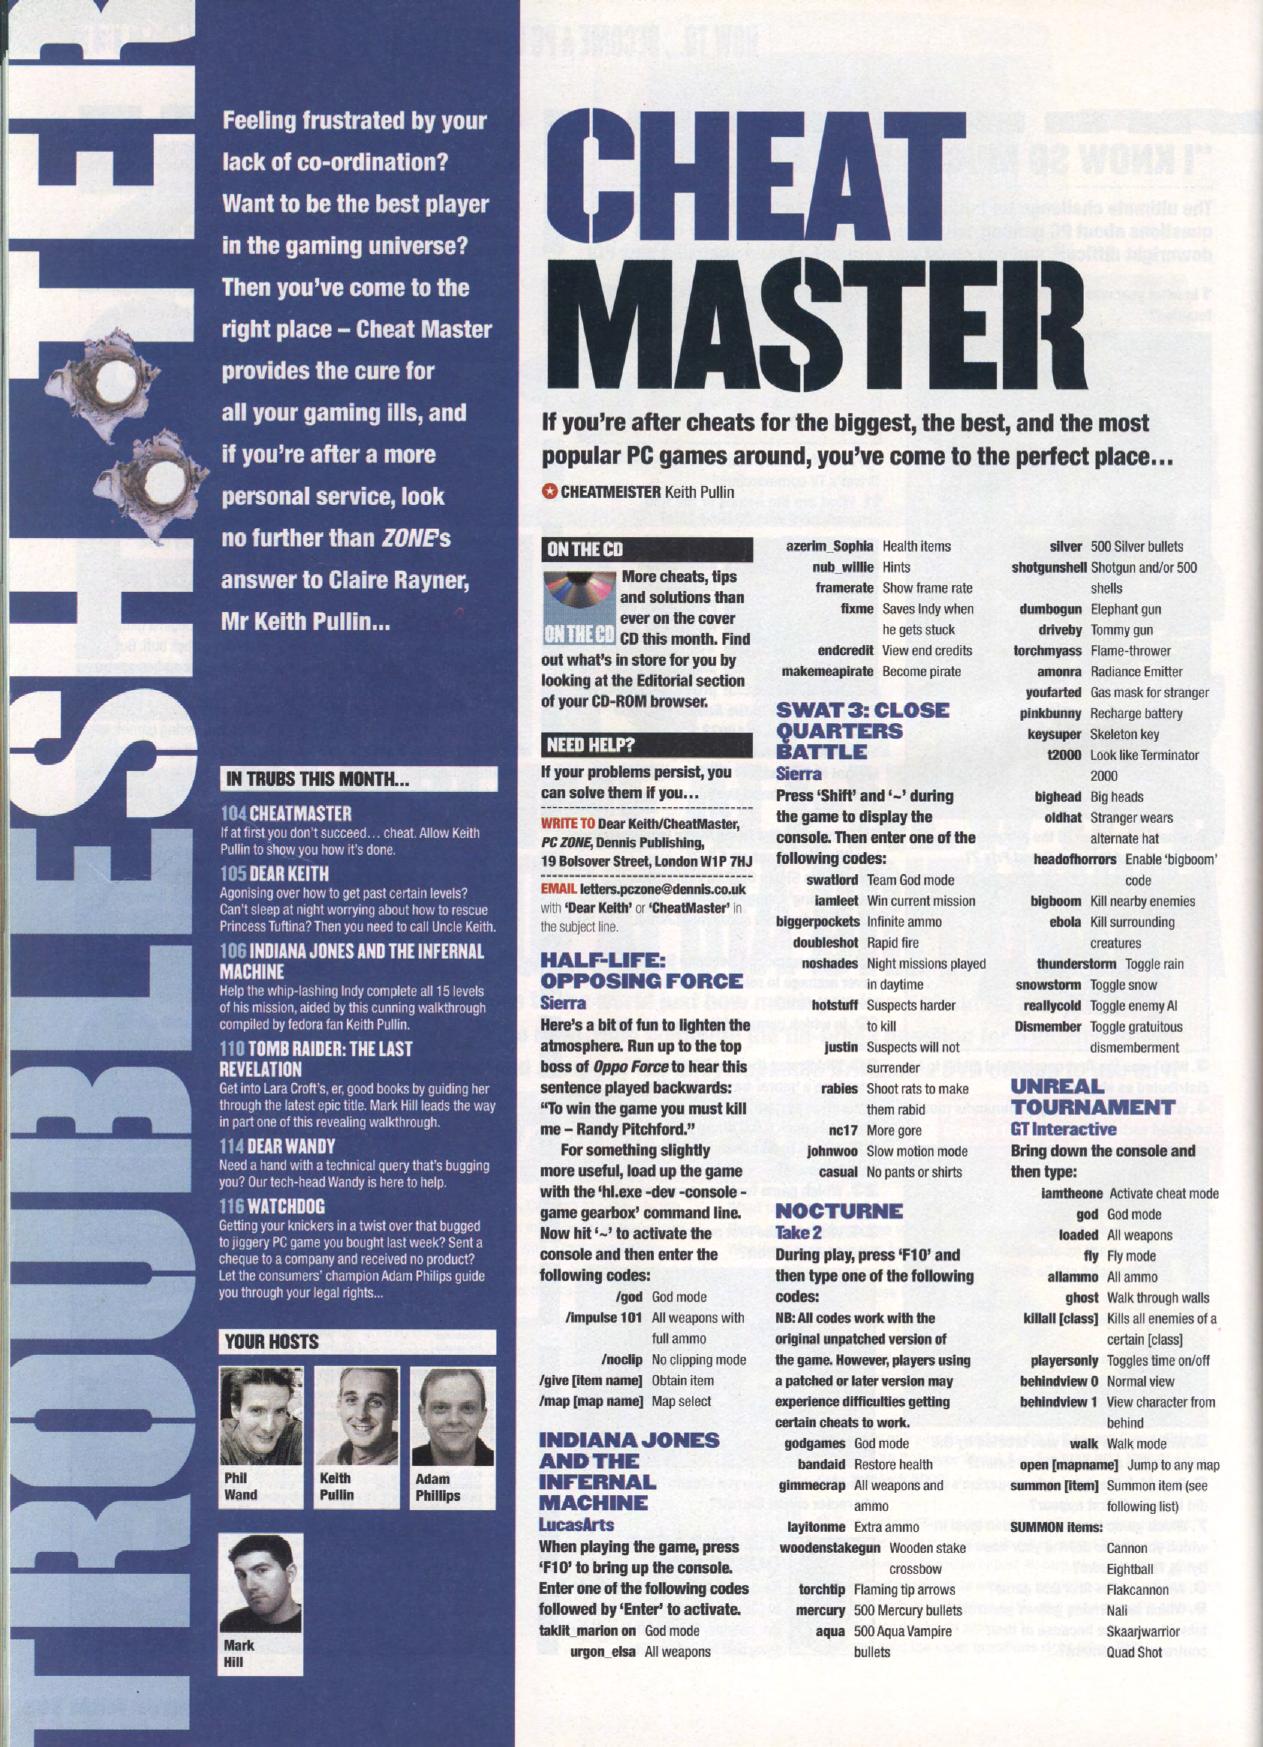 TROUBLESHOOTER
Feeling frustrated by your
lack of co-ordination?
Want to be the best player
in the gaming universe?
Then you've come to the
right place – Cheat Master
provides the cure for
all your gaming ills, and
if you're after a more
personal service, look
no further than ZONE's
answer to Claire Rayner,
Mr Keith Pullin...
IN TRUBS THIS MONTH...
104 CHEATMASTER
If at first you don't succeed... cheat. Allow Keith
Pullin to show you how it's done.
105 DEAR KEITH
Agonising over how to get past certain levels?
Can't sleep at night worrying about how to rescue
Princess Tuftina? Then you need to call Uncle Keith.
106 INDIANA JONES AND THE INFERNAL
MACHINE
Help the whip-lashing Indy complete all 15 levels
of his mission, aided by this cunning walkthrough
compiled by fedora fan Keith Pullin.
110 TOMB RAIDER: THE LAST
REVELATION
Get into Lara Croft's, er, good books by guiding her
through the latest epic title. Mark Hill leads the way
in part one of this revealing walkthrough.
114 DEAR WANDY
Need a hand with a technical query that's bugging
you? Our tech-head Wandy is here to help.
116 WATCHDOG
Getting your knickers in a twist over that bugged
to jiggery PC game you bought last week? Sent a
cheque to a company and received no product?
Let the consumers' champion Adam Philips guide
you through your legal rights...
YOUR HOSTS
Phil
Wand
Keith
Pullin
Adam
Phillips
Mark
Hill
CHEAT
MASTER
If you're after cheats for the biggest, the best, and the most
popular PC games around, you've come to the perfect place...
CHEATMEISTER Keith Pullin
ON THE CD
ON THE CD
More cheats, tips
and solutions than
ever on the cover
CD this month. Find
out what's in store for you by
looking at the Editorial section
of your CD-ROM browser.
NEED HELP?
If your problems persist, you
can solve them if you...
WRITE TO Dear Keith/CheatMaster,
PC ZONE, Dennis Publishing,
19 Bolsover Street, London W1P 7HJ
EMAIL letters.pczone@dennis.co.uk
with 'Dear Keith' or 'CheatMaster' in
the subject line.
HALF-LIFE:
OPPOSING FORCE
Sierra
Here's a bit of fun to lighten the
atmosphere. Run up to the top
boss of Oppo Force to hear this
sentence played backwards:
"To win the game you must kill
me – Randy Pitchford."
For something slightly
more useful, load up the game
with the 'hl.exe -dev -console -
game gearbox' command line.
Now hit '~' to activate the
console and then enter the
following codes:
/god God mode
/impulse 101 All weapons with
full ammo
/noclip No clipping mode
/give [item name] Obtain item
/map [map name] Map select
INDIANA JONES
AND THE
INFERNAL
MACHINE
LucasArts
When playing the game, press
'F10' to bring up the console.
Enter one of the following codes
followed by 'Enter' to activate.
taklit_marion on God mode
urgon_elsa All weapons
azerim_Sophia Health items
nub_willie Hints
framerate Show frame rate
fixme Saves Indy when
he gets stuck
endcredit View end credits
makemeapirate Become pirate
SWAT 3: CLOSE
QUARTERS
BATTLE
Sierra
Press 'Shift' and '~' during
the game to display the
console. Then enter one of the
following codes:
swatlord Team God mode
iamleet Win current mission
biggerpockets Infinite ammo
doubleshot Rapid fire
noshades Night missions played
in daytime
hotstuff Suspects harder
to kill
justin Suspects will not
surrender
rabies Shoot rats to make
them rabid
nc17 More gore
johnwoo Slow motion mode
casual No pants or shirts
NOCTURNE
Take 2
During play, press 'F10' and
then type one of the following
codes:
NB: All codes work with the
original unpatched version of
the game. However, players using
a patched or later version may
experience difficulties getting
certain cheats to work.
godgames God mode
bandaid Restore health
gimmecrap All weapons and
ammo
layitonme Extra ammo
woodenstakegun Wooden stake
crossbow
torchtip Flaming tip arrows
mercury 500 Mercury bullets
aqua 500 Aqua Vampire
bullets
silver 500 Silver bullets
shotgunshell Shotgun and/or 500
shells
dumbogun Elephant gun
driveby Tommy gun
torchmyass Flame-thrower
amonra Radiance Emitter
youfarted Gas mask for stranger
pinkbunny Recharge battery
keysuper Skeleton key
t2000 Look like Terminator
2000
bighead Big heads
oldhat Stranger wears
alternate hat
headofhorrors Enable 'bigboom'
code
bigboom Kill nearby enemies
ebola Kill surrounding
creatures
thunderstorm Toggle rain
snowstorm Toggle snow
reallycold Toggle enemy AI
Dismember Toggle gratuitous
dismemberment
UNREAL
TOURNAMENT
GT Interactive
Bring down the console and
then type:
iamtheone Activate cheat mode
god God mode
loaded All weapons
fly Fly mode
allammo All ammo
ghost Walk through walls
killall [class] Kills all enemies of a
certain [class]
playersonly Toggles time on/off
behindview 0 Normal view
behindview 1 View character from
behind
walk Walk mode
open [mapname] Jump to any map
summon [item] Summon item (see
following list)
SUMMON items:
Cannon
Eightball
Flakcannon
Nali
Skaarjwarrior
Quad Shot